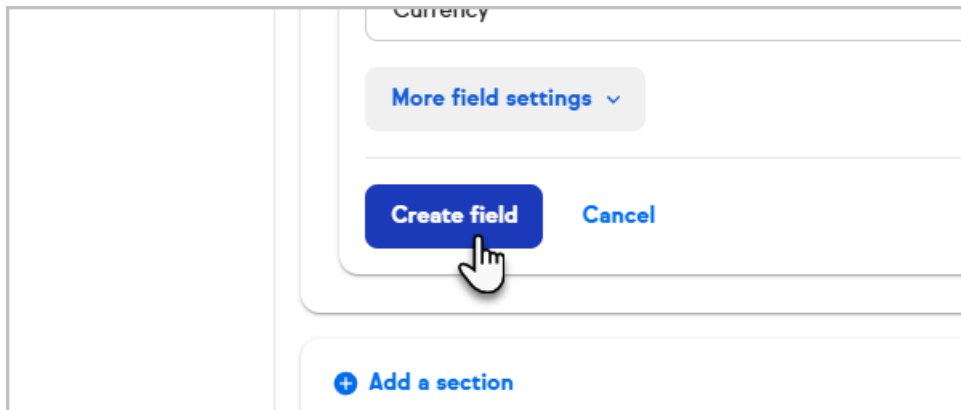 Currency
More field settings
Create field Cancel
Add a section